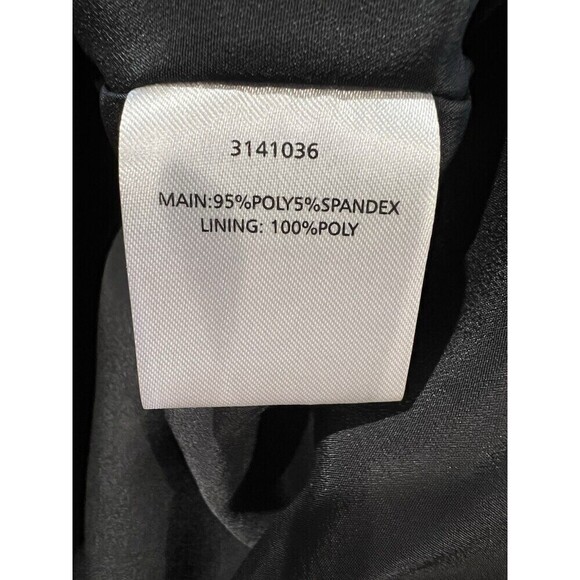 3141036
MAIN:95%POLY5%SPANDEX
LINING: 100%POLY